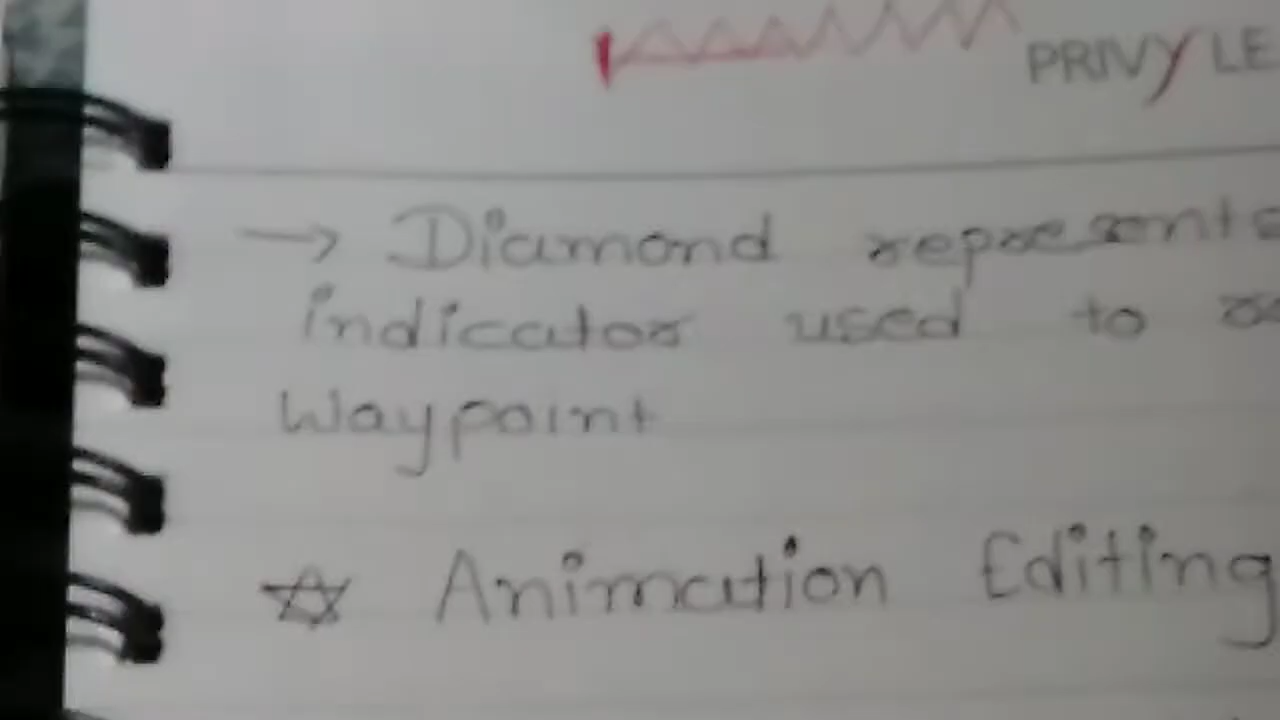 PRIVY LE
→ Diamond represents
indicator used to
Waypoint
☆ Animation Editing